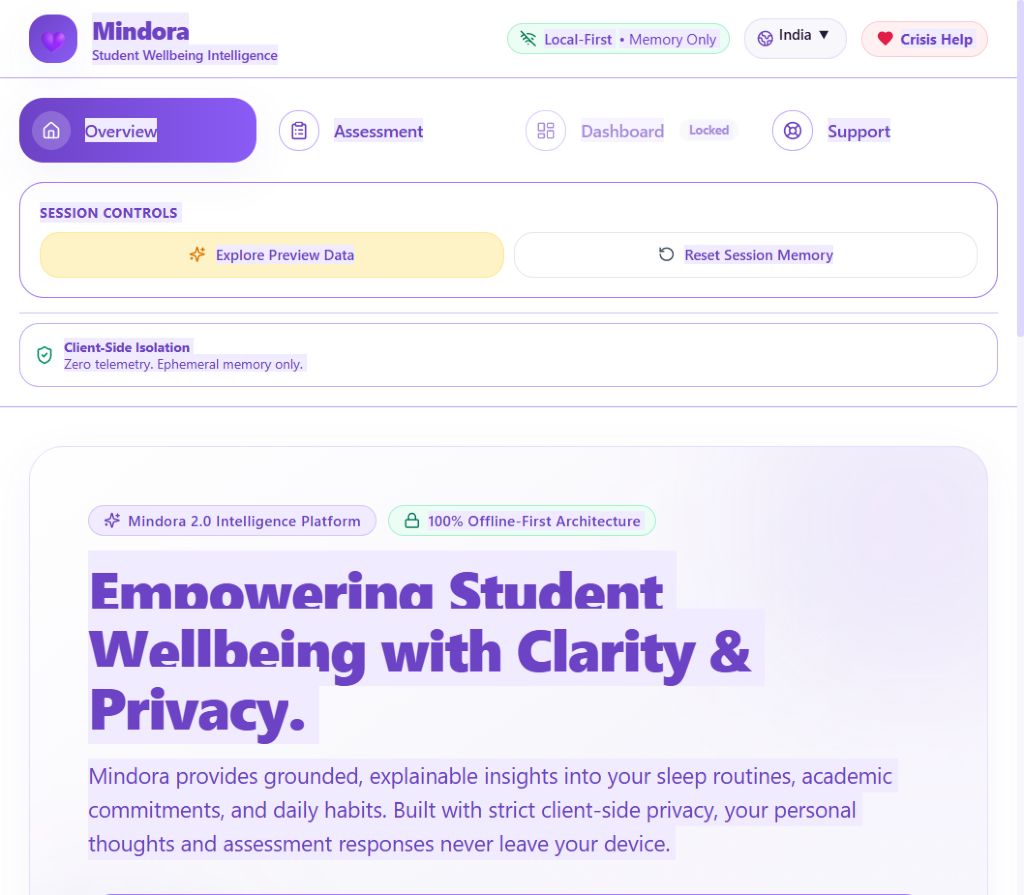 Mindora
Student Wellbeing Intelligence
Local-First • Memory Only
India ▼
Crisis Help
Overview
Assessment
Dashboard
Locked
Support
SESSION CONTROLS
Explore Preview Data
Reset Session Memory
Client-Side Isolation
Zero telemetry. Ephemeral memory only.
Mindora 2.0 Intelligence Platform
100% Offline-First Architecture
Empowering Student
Wellbeing with Clarity &
Privacy.
Mindora provides grounded, explainable insights into your sleep routines, academic
commitments, and daily habits. Built with strict client-side privacy, your personal
thoughts and assessment responses never leave your device.